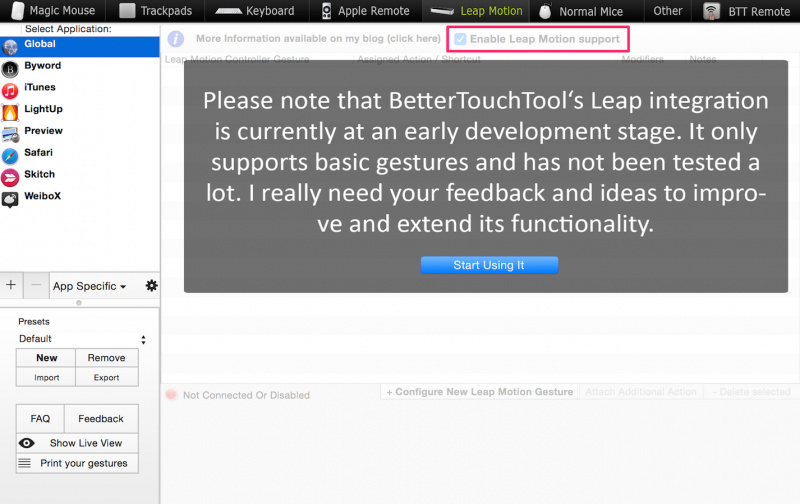 Magic Mouse Trackpads Keyboard Apple Remote Leap Motion Normal Mice Other BTT Remote
Select Application:
Global
Byword
iTunes
LightUp
Preview
Safari
Skitch
WeiboX
+ − App Specific
Presets
Default
New Remove
Import Export
FAQ Feedback
Show Live View
Print your gestures
More Information available on my blog (click here) Enable Leap Motion support
Leap Motion Controller Gesture Assigned Action / Shortcut Modifiers Notes
Please note that BetterTouchTool‘s Leap integration
is currently at an early development stage. It only
supports basic gestures and has not been tested a
lot. I really need your feedback and ideas to impro-
ve and extend its functionality.
Start Using It
Not Connected Or Disabled + Configure New Leap Motion Gesture Attach Additional Action - Delete selected